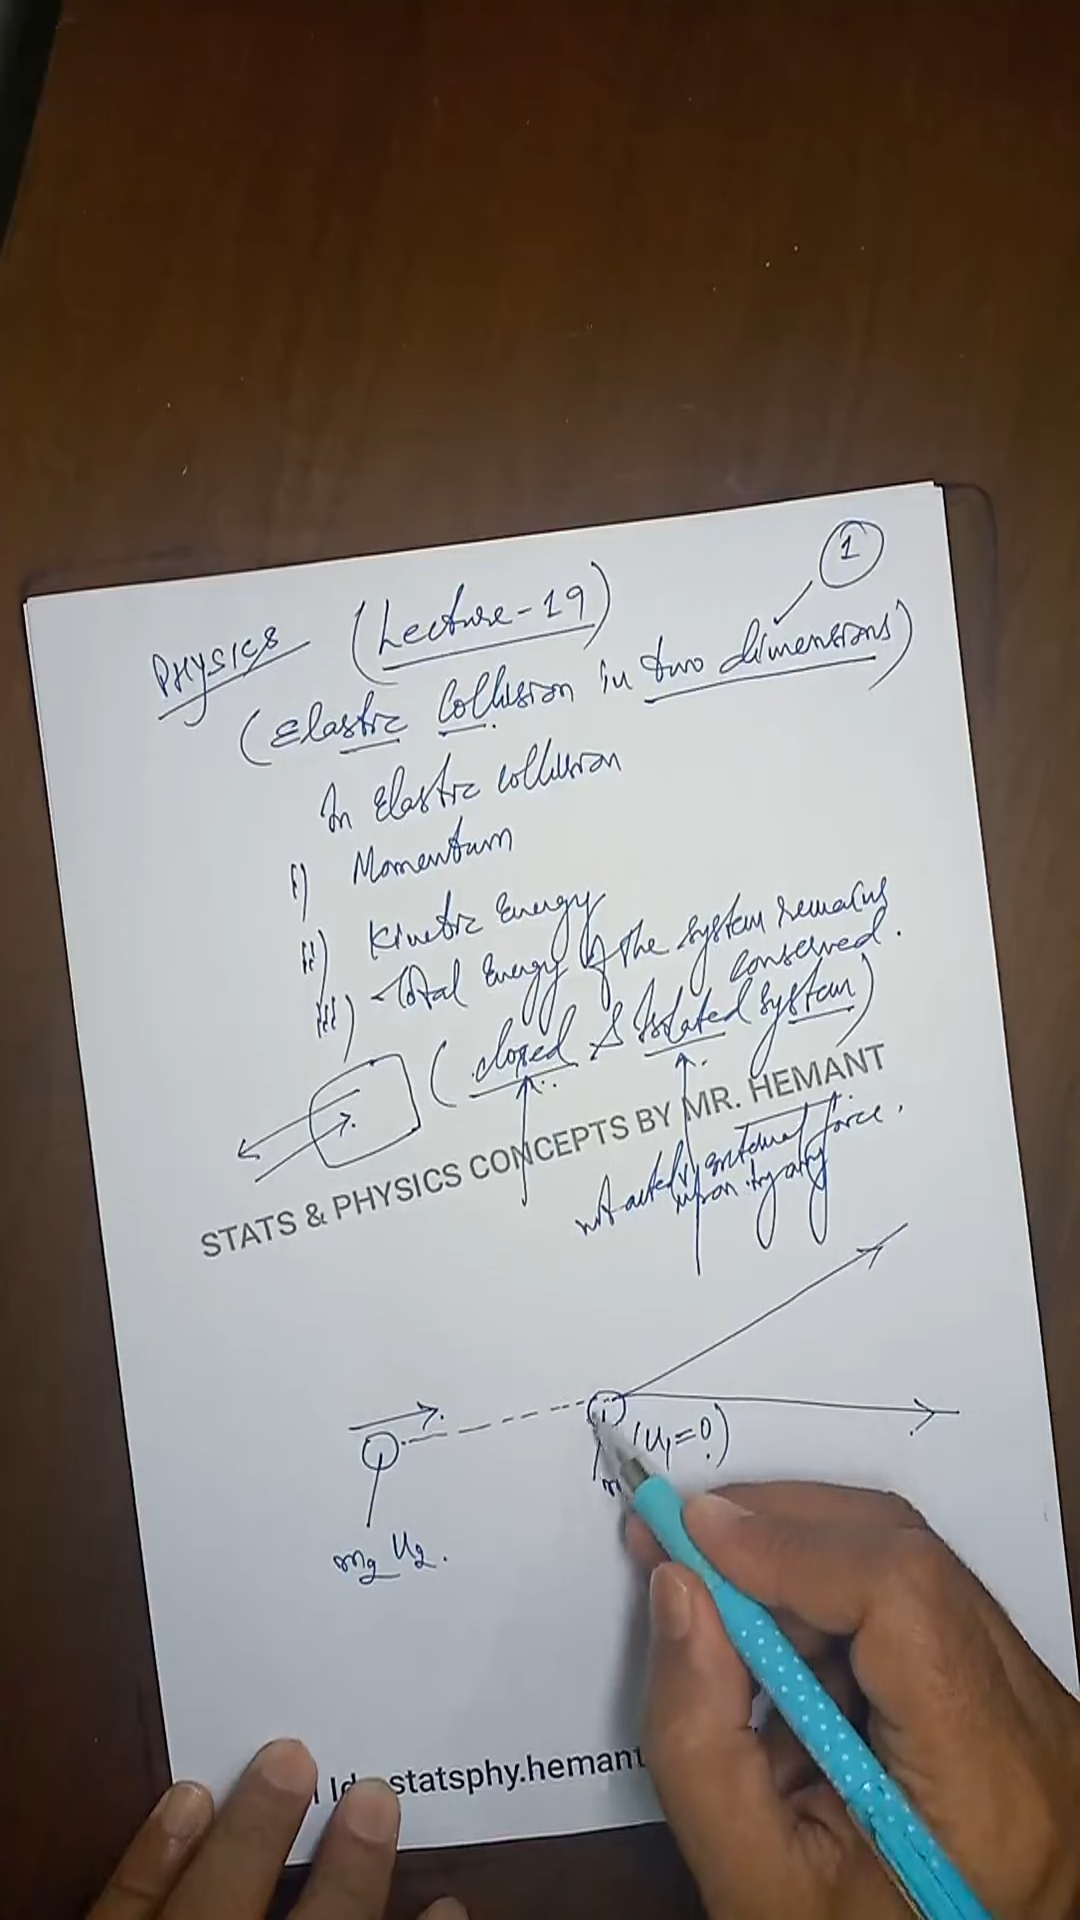 1
PHYSICS (Lecture-19)
(Elastic Collision in two dimensions)
In Elastic collision
i) Momentum
ii) Kinetic Energy
iii) Total Energy of the system remains
conserved.
(closed & Isolated system)
STATS & PHYSICS CONCEPTS BY MR. HEMANT
not acted external force.
upon by any
(u₁=0)
m₂ u₂.
statsphy.hemant